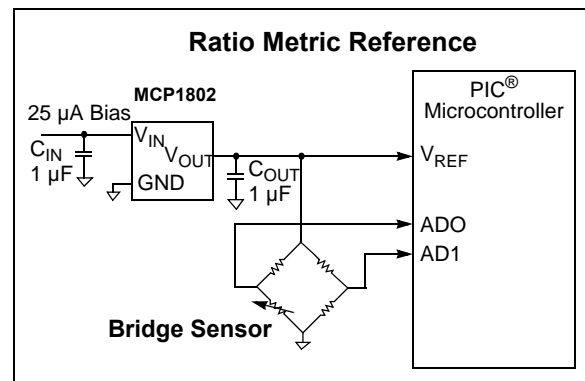 Ratio Metric Reference
PIC®
Microcontroller
MCP1802
25 µA Bias
VIN
VOUT
GND
CIN
1 µF
COUT
1 µF
VREF
ADO
AD1
Bridge Sensor